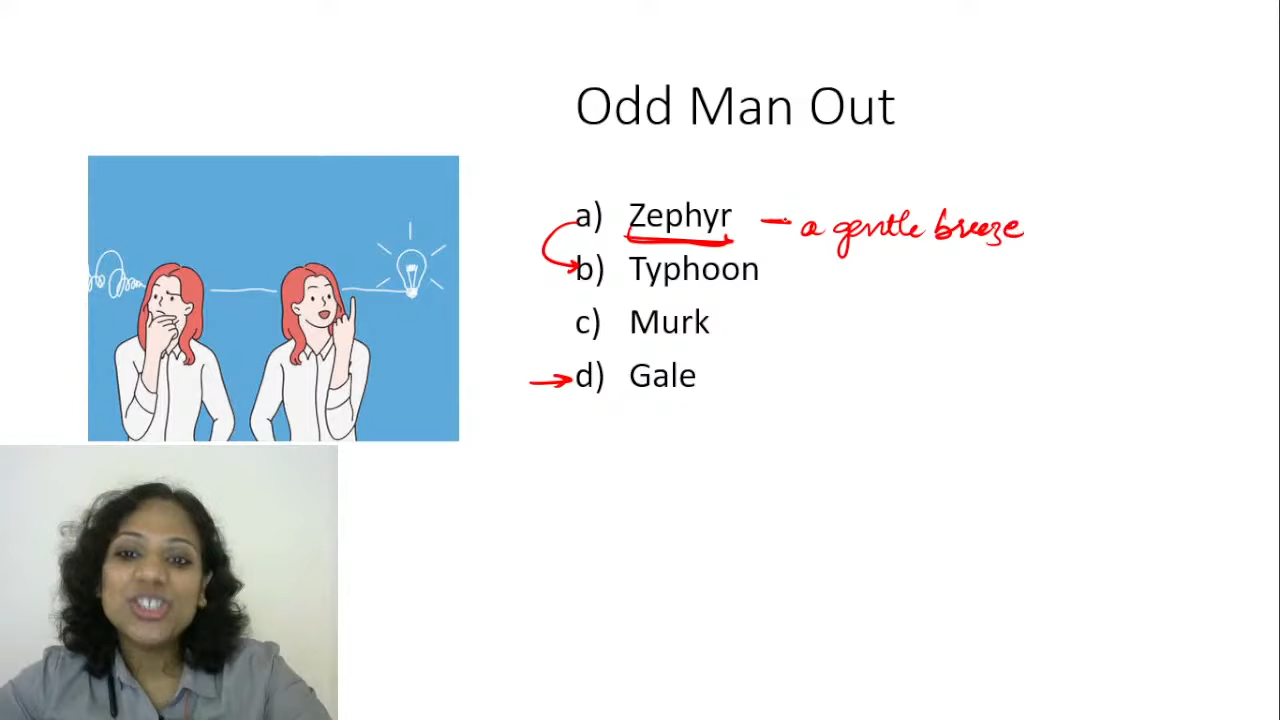 Odd Man Out
a) Zephyr – a gentle breeze
b) Typhoon
c) Murk
d) Gale